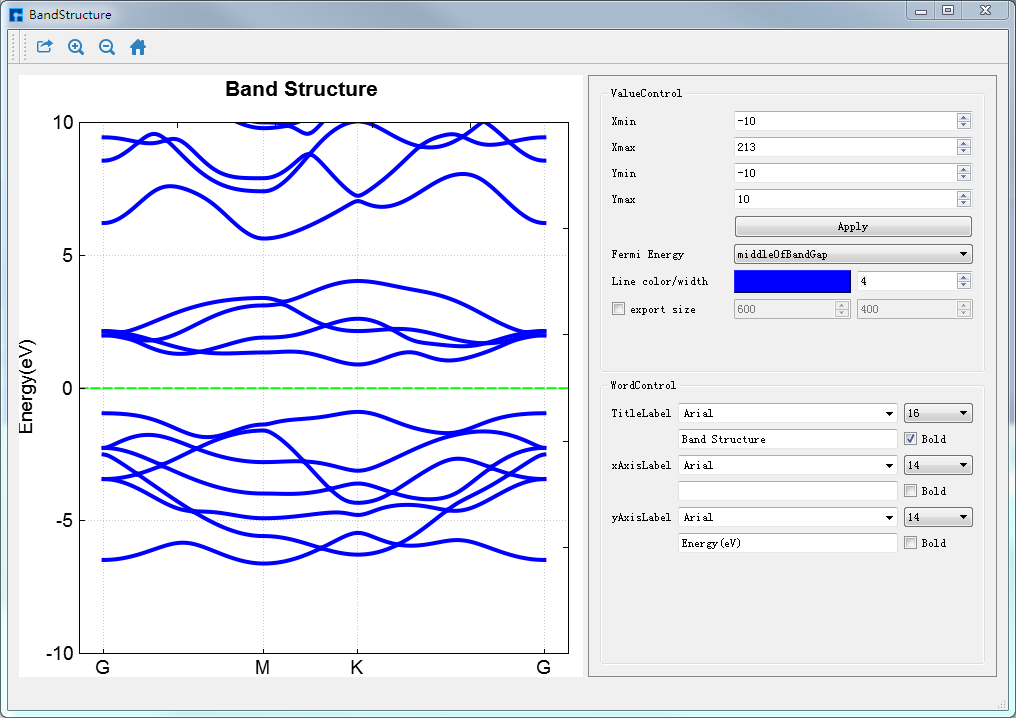 BandStructure
Band Structure
10
5
0
-5
-10
Energy(eV)
G M K G
ValueControl
Xmin -10
Xmax 213
Ymin -10
Ymax 10
Apply
Fermi Energy middleOfBandGap
Line color/width 4
export size 600 400
WordControl
TitleLabel Arial 16
Band Structure Bold
xAxisLabel Arial 14
Bold
yAxisLabel Arial 14
Energy(eV) Bold